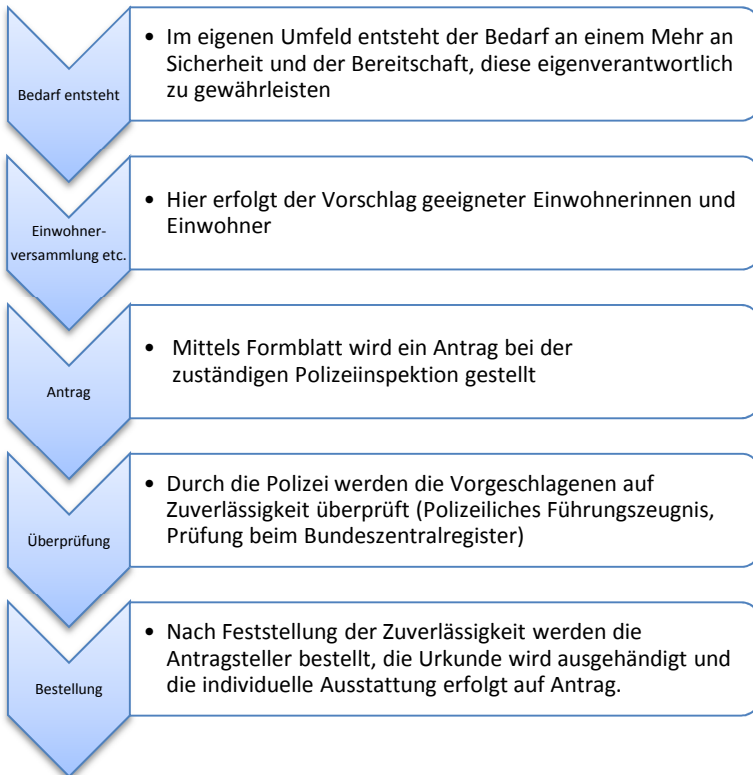 Bedarf entsteht
• Im eigenen Umfeld entsteht der Bedarf an einem Mehr an
Sicherheit und der Bereitschaft, diese eigenverantwortlich
zu gewährleisten
Einwohner-
versammlung etc.
• Hier erfolgt der Vorschlag geeigneter Einwohnerinnen und
Einwohner
Antrag
• Mittels Formblatt wird ein Antrag bei der
zuständigen Polizeiinspektion gestellt
Überprüfung
• Durch die Polizei werden die Vorgeschlagenen auf
Zuverlässigkeit überprüft (Polizeiliches Führungszeugnis,
Prüfung beim Bundeszentralregister)
Bestellung
• Nach Feststellung der Zuverlässigkeit werden die
Antragsteller bestellt, die Urkunde wird ausgehändigt und
die individuelle Ausstattung erfolgt auf Antrag.